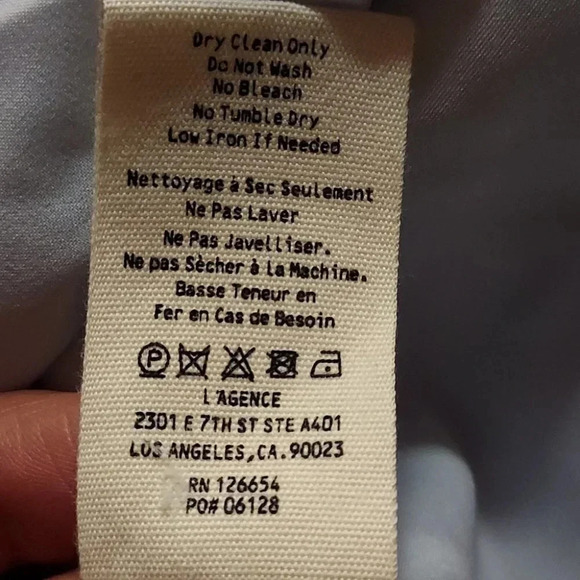 Dry Clean Only
Do Not Wash
No Bleach
No Tumble Dry
Low Iron If Needed
Nettoyage à Sec Seulement
Ne Pas Laver
Ne Pas Javelliser.
Ne pas Sècher à la Machine.
Basse Teneur en
Fer en Cas de Besoin
P
L'AGENCE
2301 E 7TH ST STE A401
LOS ANGELES,CA.90023
RN 126654
PO# 06128